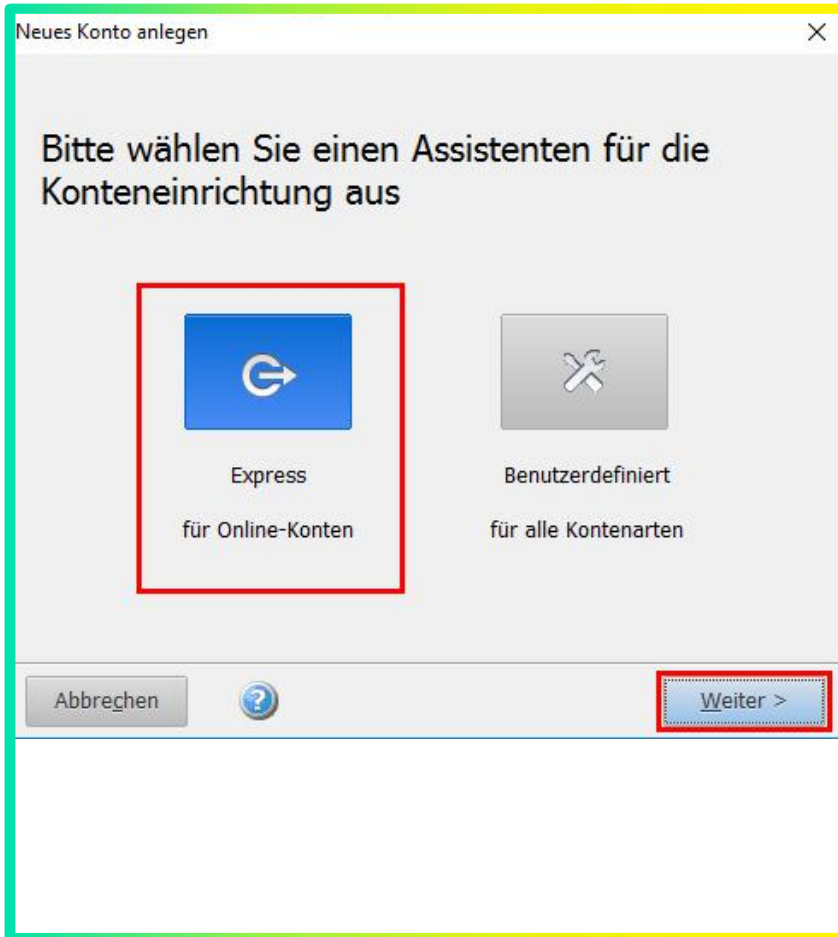 Neues Konto anlegen
Bitte wählen Sie einen Assistenten für die
Konteneinrichtung aus
Express
Benutzerdefiniert
für Online-Konten
für alle Kontenarten
Abbrechen
Weiter >